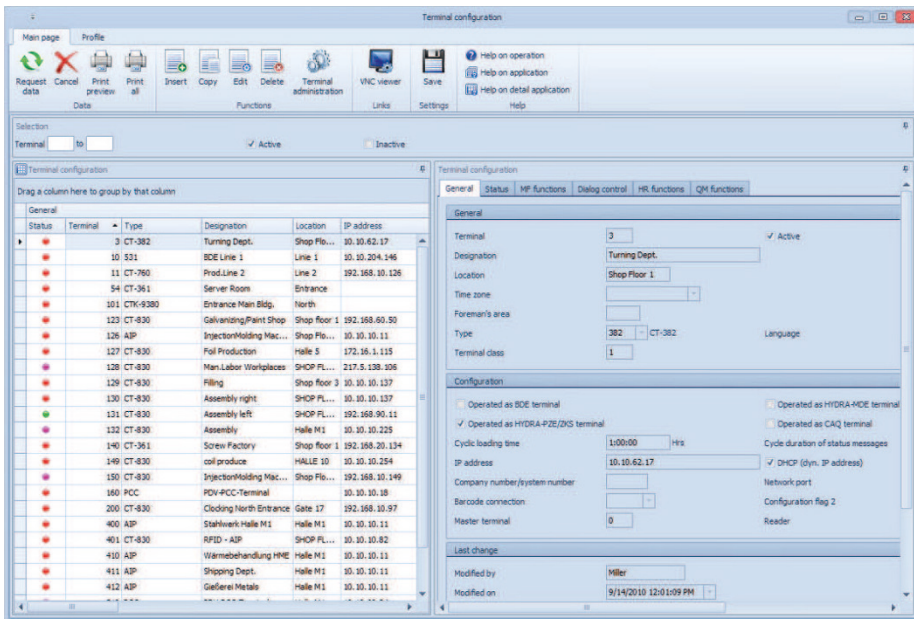 Terminal configuration
Main page Profile
Request data Cancel Print preview Print all Insert Copy Edit Delete Terminal administration VNC viewer Save
Help on operation
Help on application
Help on detail application
Data Functions Links Settings Help
Selection
Terminal to Active Inactive
Terminal configuration
Drag a column here to group by that column
General
Status Terminal Type Designation Location IP address
3 CT-382 Turning Dept. Shop Flo... 10.10.62.17
10 531 BDE Linie 1 Linie 1 10.10.204.146
11 CT-760 Prod.Line 2 Line 2 192.168.10.126
54 CT-361 Server Room Entrance
101 CTK-9380 Entrance Main Bldg. North
123 CT-830 Galvanizing/Paint Shop Shop floor 1 192.168.60.50
126 AIP InjectionMolding Mac... Shop Flo... 10.10.10.11
127 CT-830 Foil Production Halle 5 172.16.1.115
128 CT-830 Man.Labor Workplaces SHOP FL... 217.5.138.106
129 CT-830 Filling Shop floor 3 10.10.10.137
130 CT-830 Assembly right SHOP FL... 10.10.10.137
131 CT-830 Assembly left SHOP FL... 192.168.90.11
132 CT-830 Assembly Halle M1 10.10.10.225
140 CT-361 Screw Factory Shop floor 1 192.168.20.134
149 CT-830 coil produce HALLE 10 10.10.10.254
150 CT-830 InjectionMolding Mac... Shop Flo... 192.168.10.149
160 PCC PDV-PCC-Terminal 10.10.10.18
200 CT-830 Clocking North Entrance Gate 17 192.168.10.97
400 AIP Stahlwerk Halle M1 Halle M1 10.10.10.11
401 CT-830 RFID - AIP SHOP FL... 10.10.10.82
410 AIP Wärmebehandlung HME Halle M1 10.10.10.11
411 AIP Shipping Dept. Halle M1 10.10.10.11
412 AIP Gießerei Metals Halle M1 10.10.10.11
Terminal configuration
General Status MF functions Dialog control HR functions QM functions
General
Terminal 3 Active
Designation Turning Dept.
Location Shop Floor 1
Time zone
Foreman's area
Type 382 CT-382 Language
Terminal class 1
Configuration
Operated as BDE terminal Operated as HYDRA-MDE terminal
Operated as HYDRA-PZE/ZKS terminal Operated as CAQ terminal
Cyclic loading time 1:00:00 Hrs Cycle duration of status messages
IP address 10.10.62.17 DHCP (dyn. IP address)
Company number/system number Network port
Barcode connection Configuration flag 2
Master terminal 0 Reader
Last change
Modified by Miller
Modified on 9/14/2010 12:01:09 PM